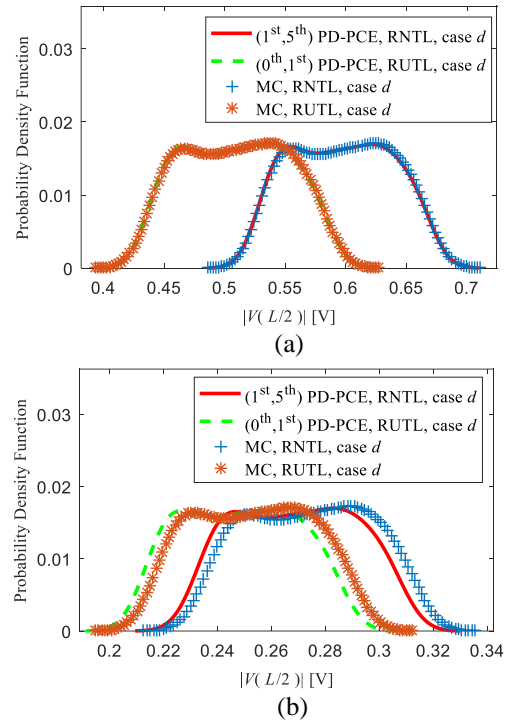 (a)
0.03
0.02
0.01
0
Probability Density Function
(1st,5th) PD-PCE, RNTL, case d
(0th,1st) PD-PCE, RUTL, case d
MC, RNTL, case d
MC, RUTL, case d
0.4 0.45 0.5 0.55 0.6 0.65 0.7
|V( L/2 )| [V]
(a)
0.03
0.02
0.01
0
Probability Density Function
(1st,5th) PD-PCE, RNTL, case d
(0th,1st) PD-PCE, RUTL, case d
MC, RNTL, case d
MC, RUTL, case d
0.2 0.22 0.24 0.26 0.28 0.3 0.32 0.34
|V( L/2 )| [V]
(b)